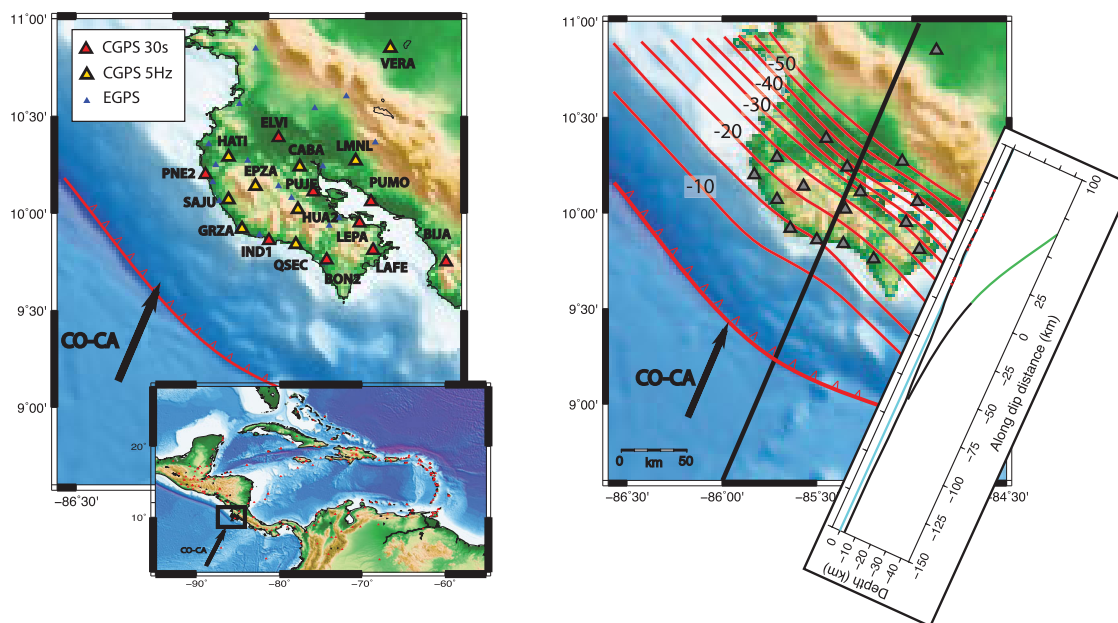 11°00'
10°30'
10°00'
9°30'
9°00'
−86°30'
CGPS 30s
CGPS 5Hz
EGPS
VERA
ELVI
HATI
CABA
LMNL
PNE2
EPZA
PUJE
PUMO
SAJU
HUA2
GRZA
LEPA
BIJA
IND1
QSEC
LAFE
BON2
CO-CA
20°
10°
CO-CA
−90°
−80°
−70°
−60°
11°00'
10°30'
10°00'
9°30'
9°00'
−86°30'
−86°00'
−85°30'
−84°30'
-50
-40
-30
-20
-10
CO-CA
0 50
km
100
25
0
-25
-50
-75
-100
-125
-150
Along dip distance (km)
0
-10
-20
-30
-40
Depth (km)